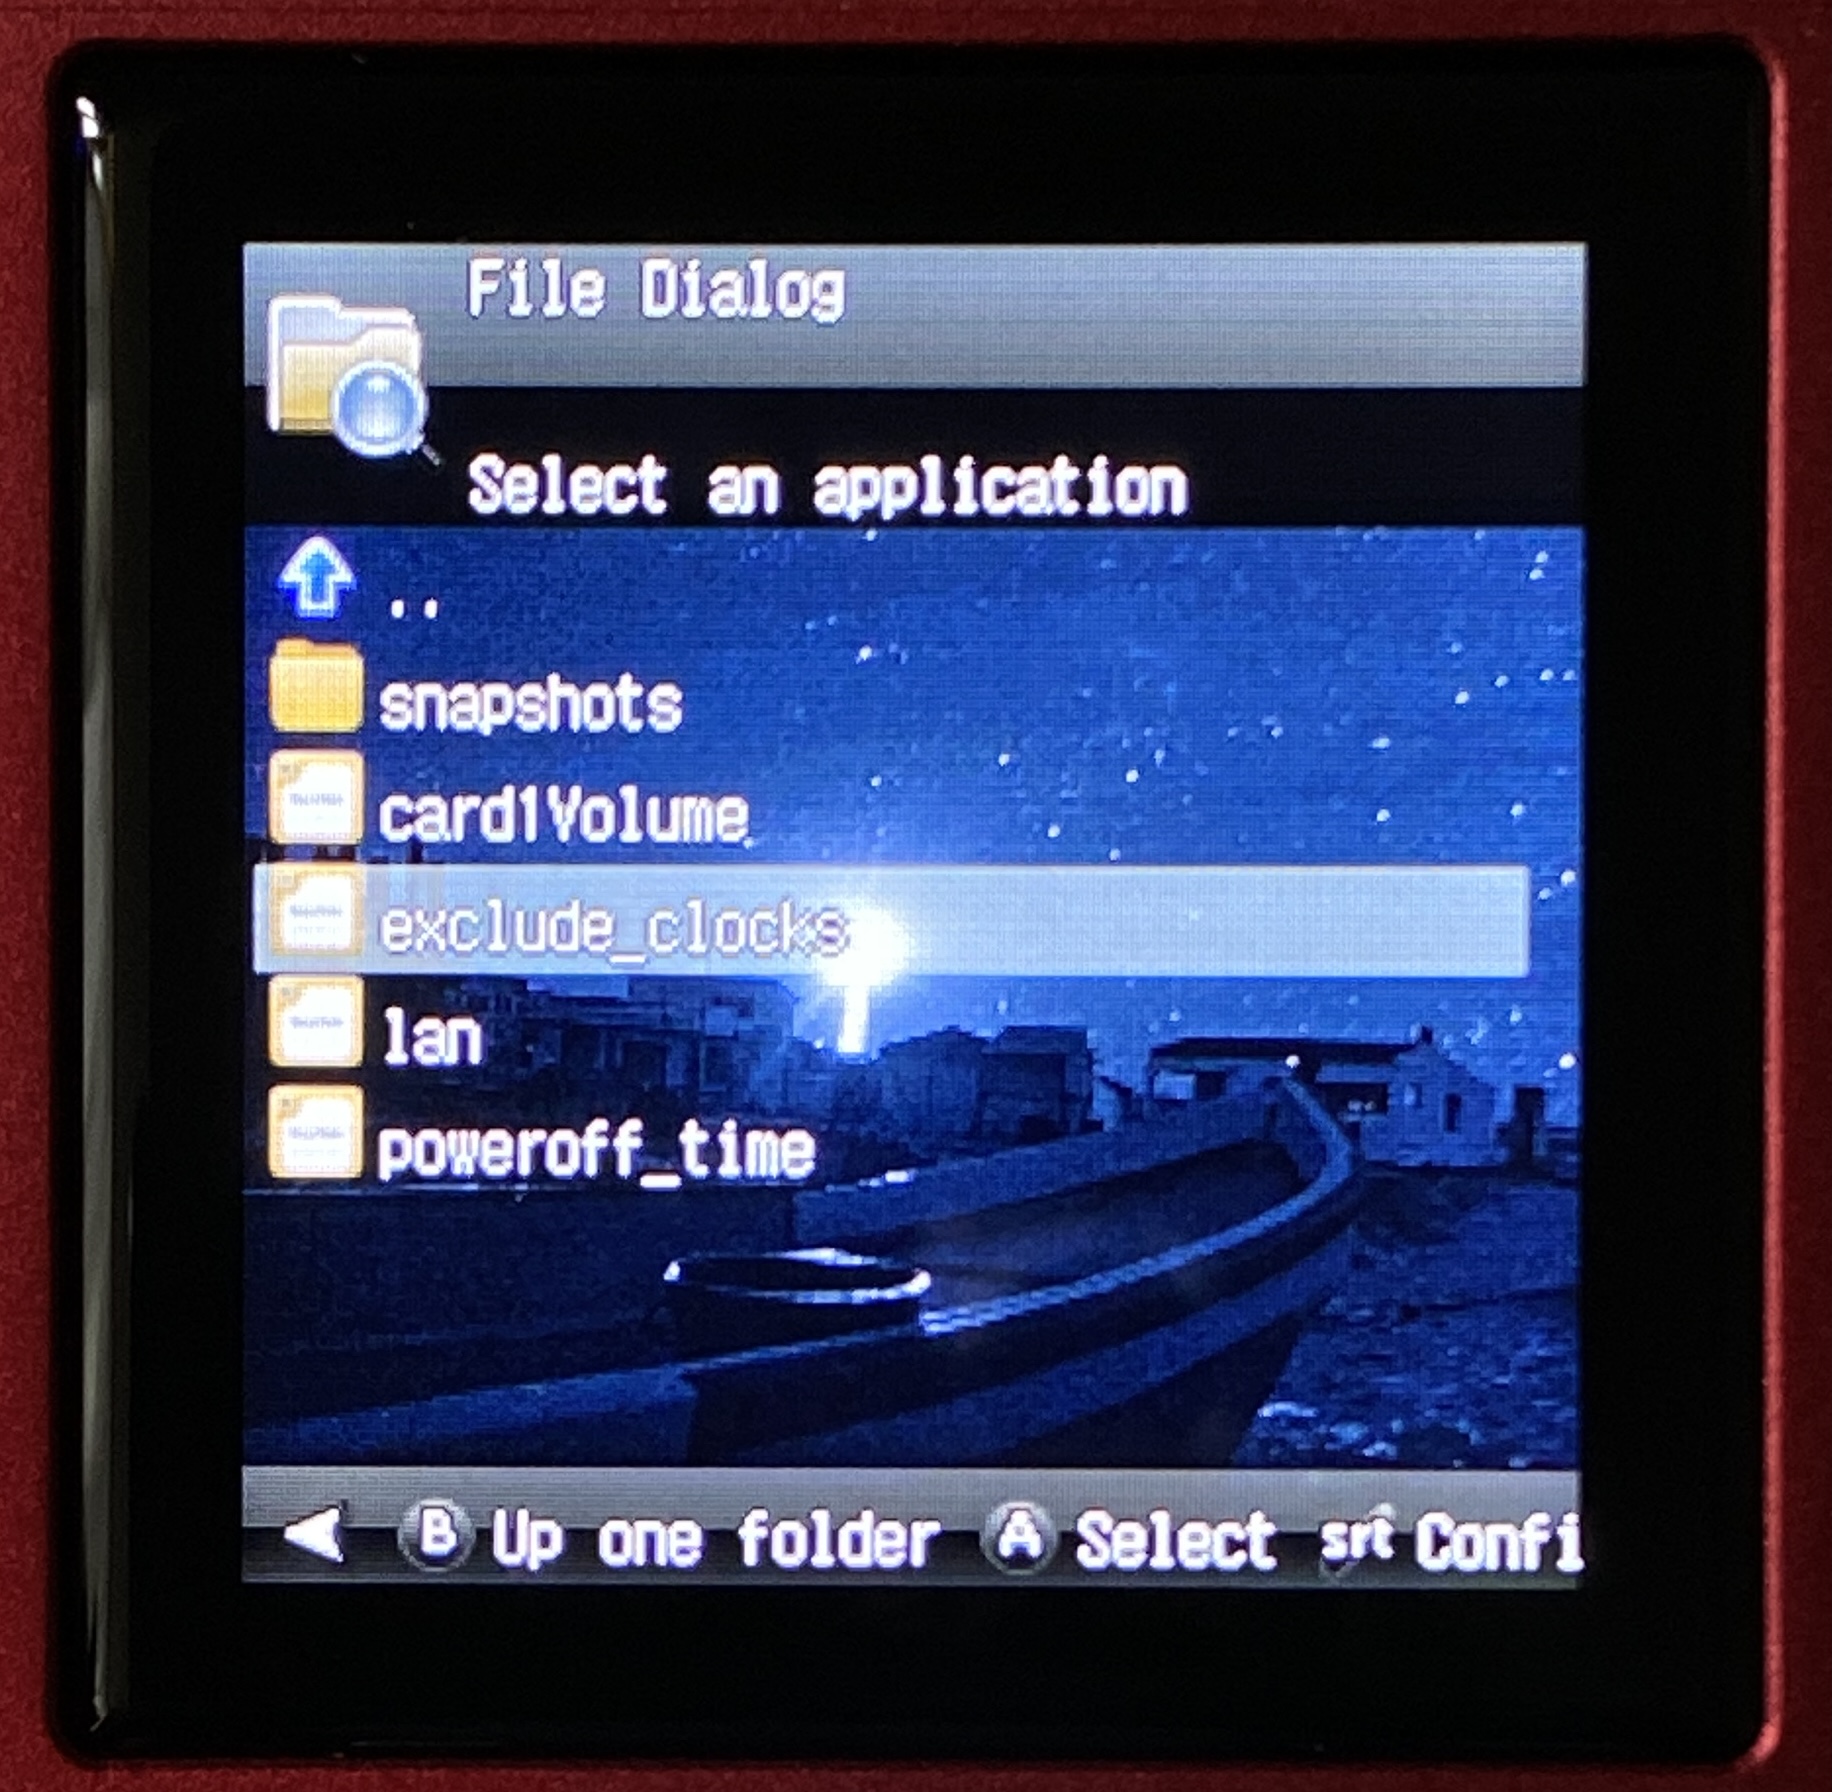 File Dialog
Select an application
..
snapshots
card1Volume
exclude_clocks
lan
poweroff_time
B Up one folder A Select srt Confi